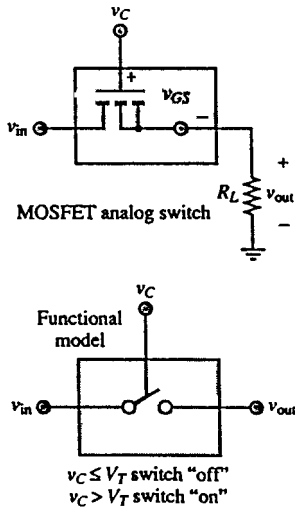 v_C
+
v_GS
v_in
−
+
R_L
v_out
−
MOSFET analog switch
v_C
Functional
model
v_in
v_out
v_C ≤ V_T switch “off”
v_C > V_T switch “on”